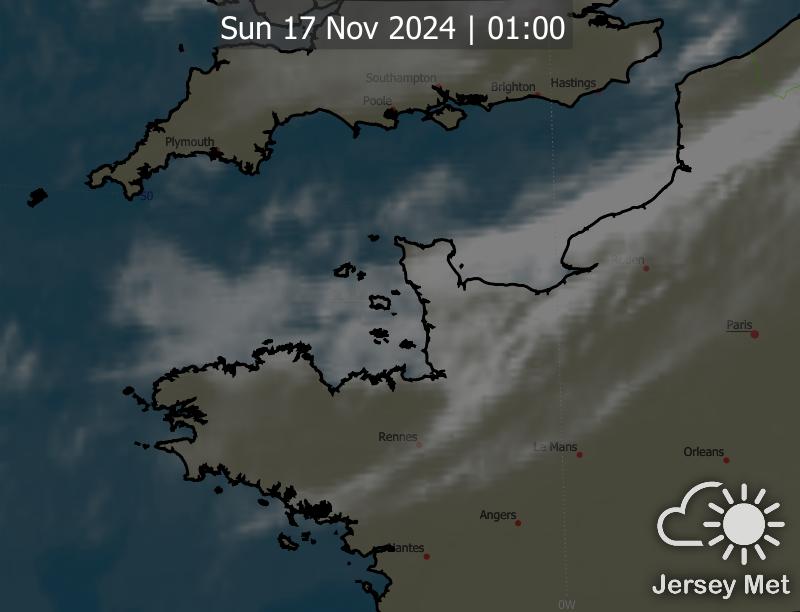 Sun 17 Nov 2024 | 01:00
Southampton
Brighton
Hastings
Poole
Plymouth
50
Rouen
Paris
Rennes
Le Mans
Orleans
Angers
Nantes
Jersey Met
0W